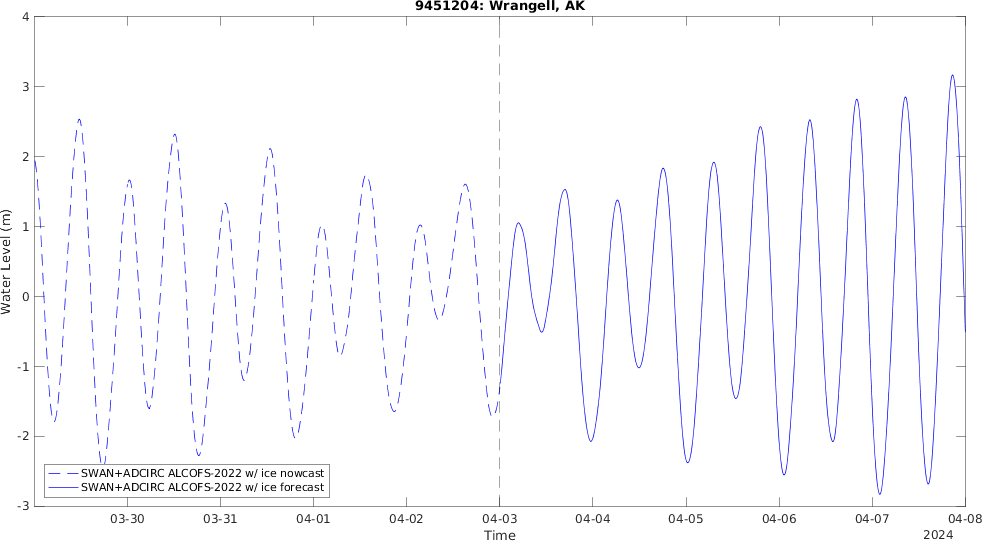 9451204: Wrangell, AK
4
3
2
1
0
-1
-2
-3
Water Level (m)
SWAN+ADCIRC ALCOFS-2022 w/ ice nowcast
SWAN+ADCIRC ALCOFS-2022 w/ ice forecast
03-30 03-31 04-01 04-02 04-03 04-04 04-05 04-06 04-07 04-08
Time
2024